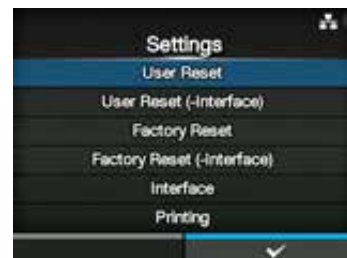 Settings
User Reset
User Reset (-Interface)
Factory Reset
Factory Reset (-Interface)
Interface
Printing